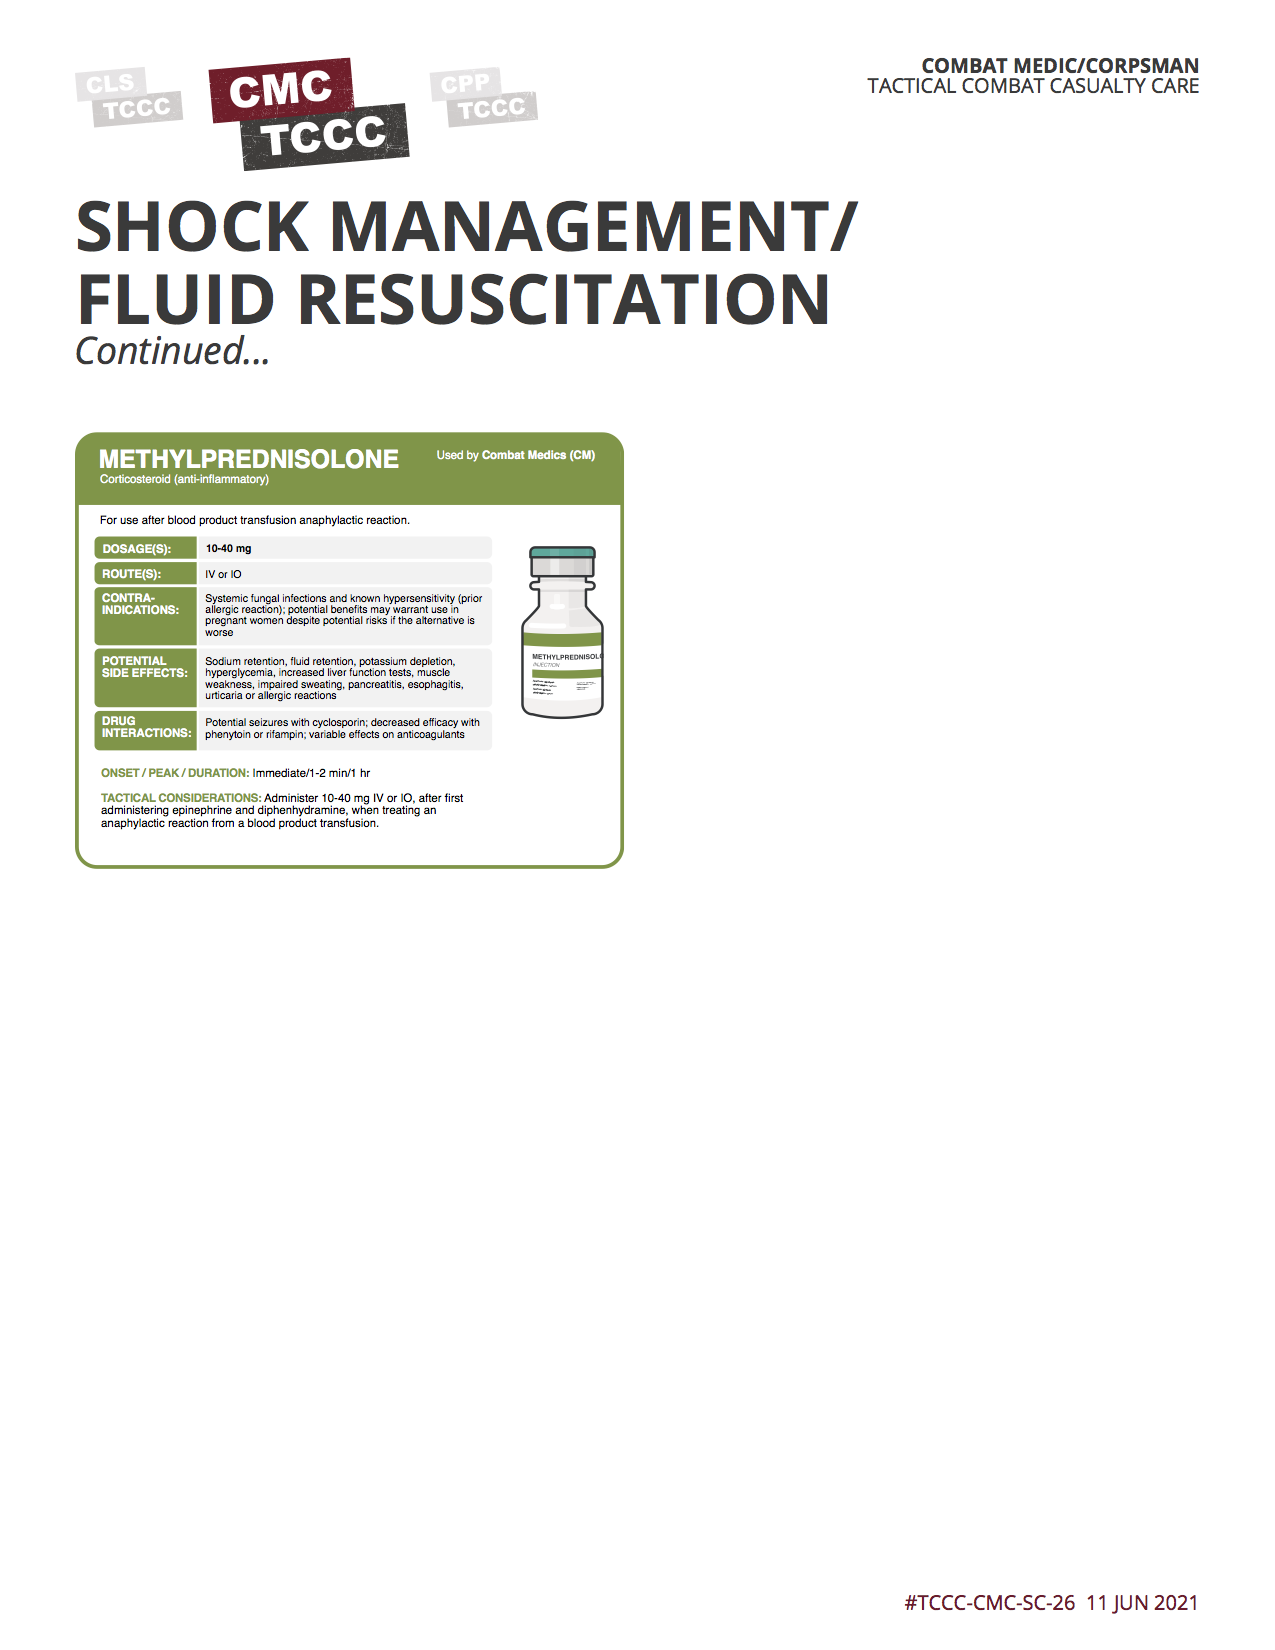 CLS
TCCC
CMC
TCCC
CPP
TCCC
COMBAT MEDIC/CORPSMAN
TACTICAL COMBAT CASUALTY CARE
SHOCK MANAGEMENT/
FLUID RESUSCITATION
Continued...
METHYLPREDNISOLONE
Corticosteroid (anti-inflammatory)
Used by Combat Medics (CM)
For use after blood product transfusion anaphylactic reaction.
DOSAGE(S): 10-40 mg
ROUTE(S): IV or IO
CONTRA-
INDICATIONS:
Systemic fungal infections and known hypersensitivity (prior
allergic reaction); potential benefits may warrant use in
pregnant women despite potential risks if the alternative is
worse
POTENTIAL
SIDE EFFECTS:
Sodium retention, fluid retention, potassium depletion,
hyperglycemia, increased liver function tests, muscle
weakness, impaired sweating, pancreatitis, esophagitis,
urticaria or allergic reactions
DRUG
INTERACTIONS:
Potential seizures with cyclosporin; decreased efficacy with
phenytoin or rifampin; variable effects on anticoagulants
METHYLPREDNISOLO
INJECTION
ONSET / PEAK / DURATION: Immediate/1-2 min/1 hr
TACTICAL CONSIDERATIONS: Administer 10-40 mg IV or IO, after first
administering epinephrine and diphenhydramine, when treating an
anaphylactic reaction from a blood product transfusion.
#TCCC-CMC-SC-26 11 JUN 2021